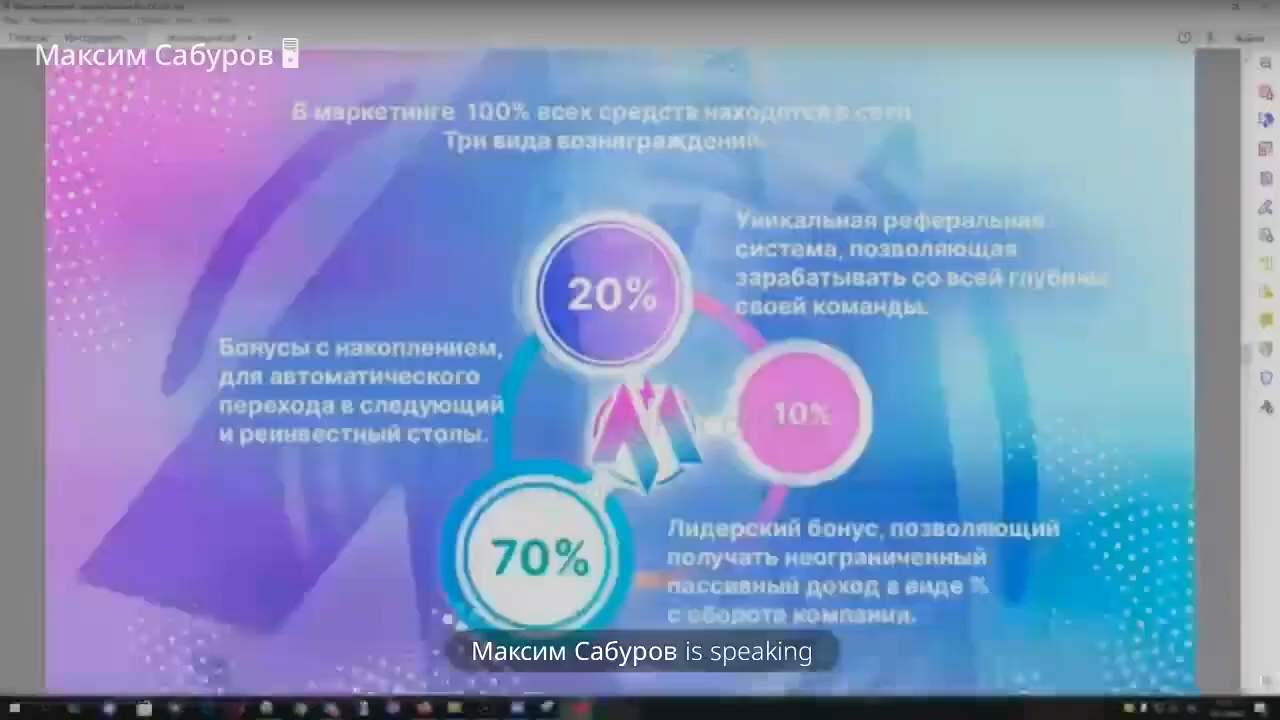 Максим Сабуров
В маркетинге 100% всех средств находятся в сети
Три вида вознаграждений.
20%
Уникальная реферальная
система, позволяющая
зарабатывать со всей глубины
своей команды.
Бонусы с накоплением,
для автоматического
перехода в следующий
и реинвестный столы.
10%
70%
Лидерский бонус, позволяющий
получать неограниченный
пассивный доход в виде %
с оборота компании.
Максим Сабуров is speaking